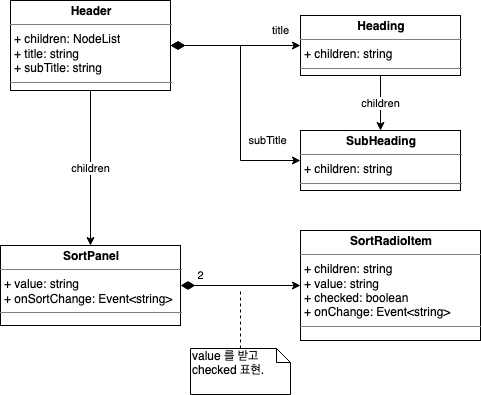 Header
+ children: NodeList
+ title: string
+ subTitle: string
title
Heading
+ children: string
children
subTitle
SubHeading
+ children: string
children
SortPanel
+ value: string
+ onSortChange: Event<string>
2
SortRadioItem
+ children: string
+ value: string
+ checked: boolean
+ onChange: Event<string>
value 를 받고
checked 표현.